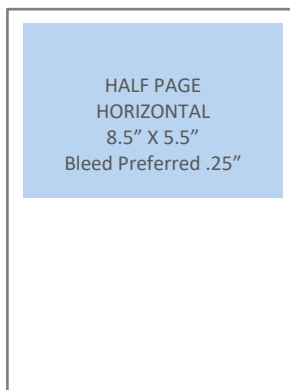 HALF PAGE
HORIZONTAL
8.5” X 5.5”
Bleed Preferred .25”